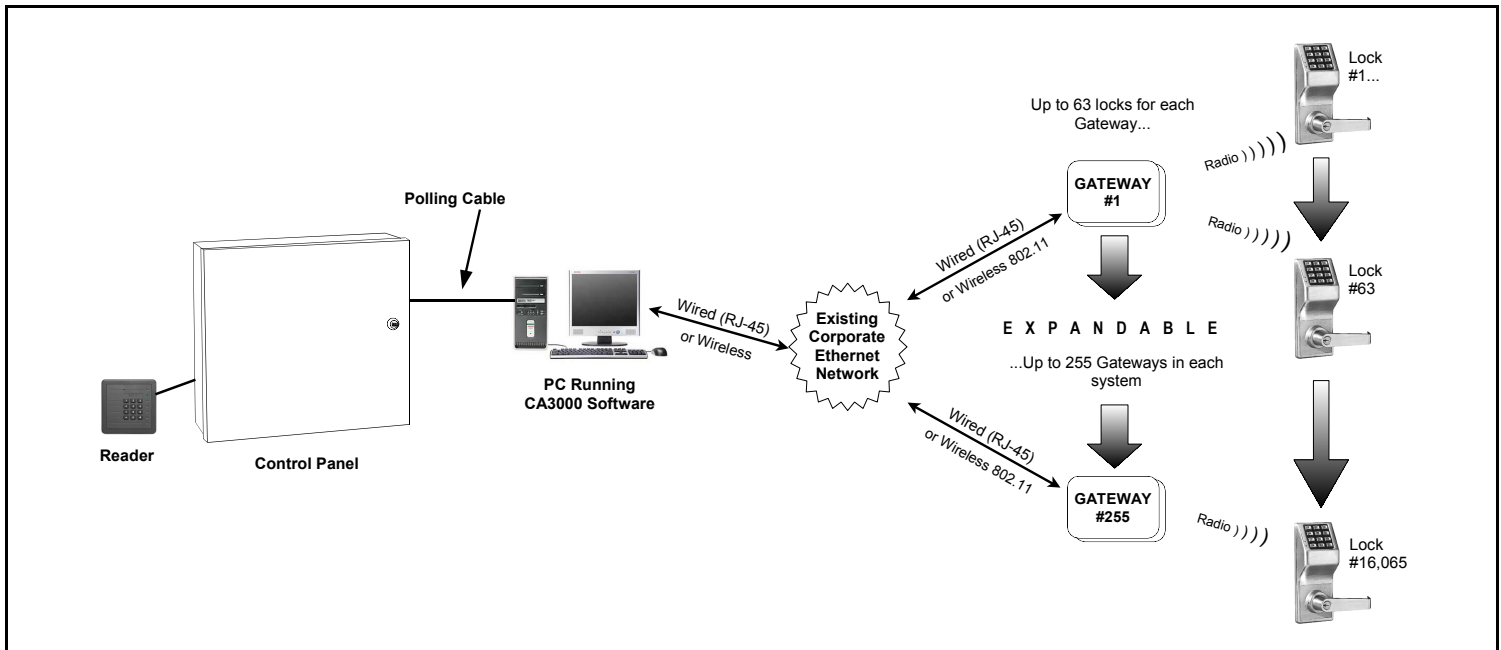 Reader
Control Panel
Polling Cable
PC Running
CA3000 Software
Wired (RJ-45)
or Wireless
Existing
Corporate
Ethernet
Network
Wired (RJ-45)
or Wireless 802.11
Wired (RJ-45)
or Wireless 802.11
Up to 63 locks for each
Gateway...
GATEWAY
#1
E X P A N D A B L E
...Up to 255 Gateways in each
system
GATEWAY
#255
Radio ) ) ) ) )
Radio ) ) ) ) )
Radio ) ) ) )
Lock
#1...
Lock
#63
Lock
#16,065